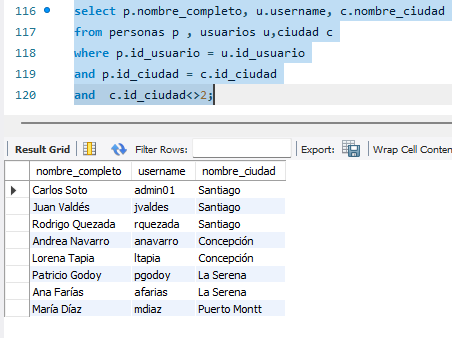 116 select p.nombre_completo, u.username, c.nombre_ciudad
117 from personas p , usuarios u,ciudad c
118 where p.id_usuario = u.id_usuario
119 and p.id_ciudad = c.id_ciudad
120 and  c.id_ciudad<>2;
Result Grid Filter Rows: Export: Wrap Cell Conten
nombre_completo username nombre_ciudad
Carlos Soto admin01 Santiago
Juan Valdés jvaldes Santiago
Rodrigo Quezada rquezada Santiago
Andrea Navarro anavarro Concepción
Lorena Tapia ltapia Concepción
Patricio Godoy pgodoy La Serena
Ana Farías afarias La Serena
María Díaz mdiaz Puerto Montt